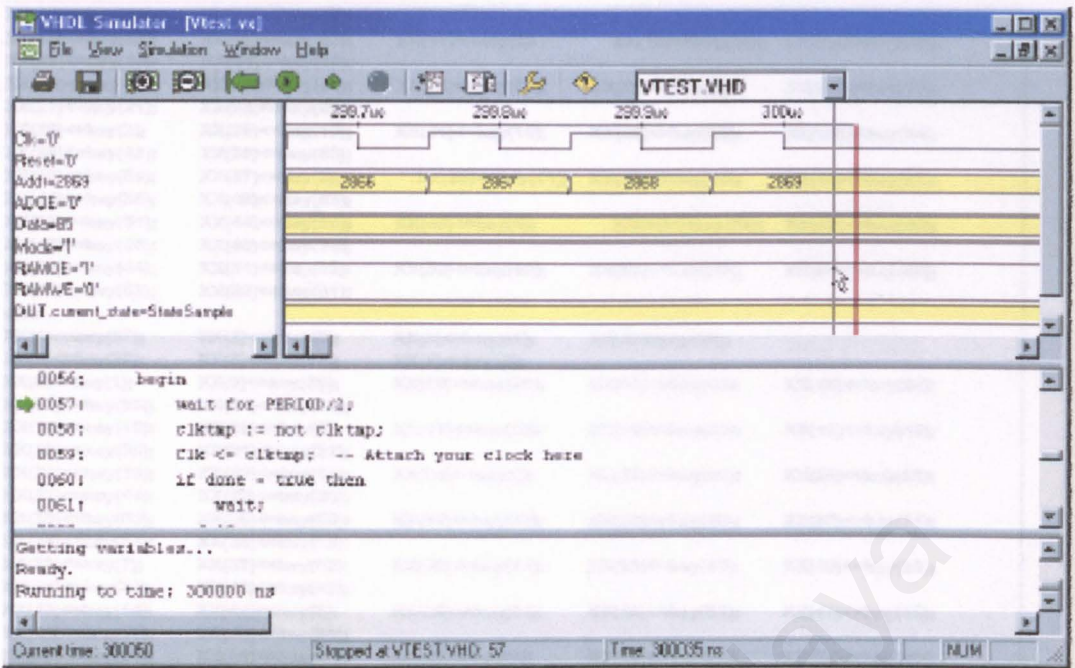 VHDL Simulator - [Vtest.vx]
File View Simulation Window Help
VTEST.VHD
299.7us 299.8us 299.9us 300us
Clk='0'
Reset='0'
Addr=2869
2866 2867 2868 2869
ADOE='0'
Data=85
Mode='1'
RAMOE='1'
RAMWE='0'
DUT.current_state=StateSample
0056: begin
0057: wait for PERIOD/2;
0058: clktmp := not clktmp;
0059: Clk <= clktmp; -- Attach your clock here
0060: if done = true then
0061: wait;
Getting variables...
Ready.
Running to time: 300000 ns
Current time: 300050 Stopped at VTEST.VHD: 57 Time: 300035 ns NUM
aya